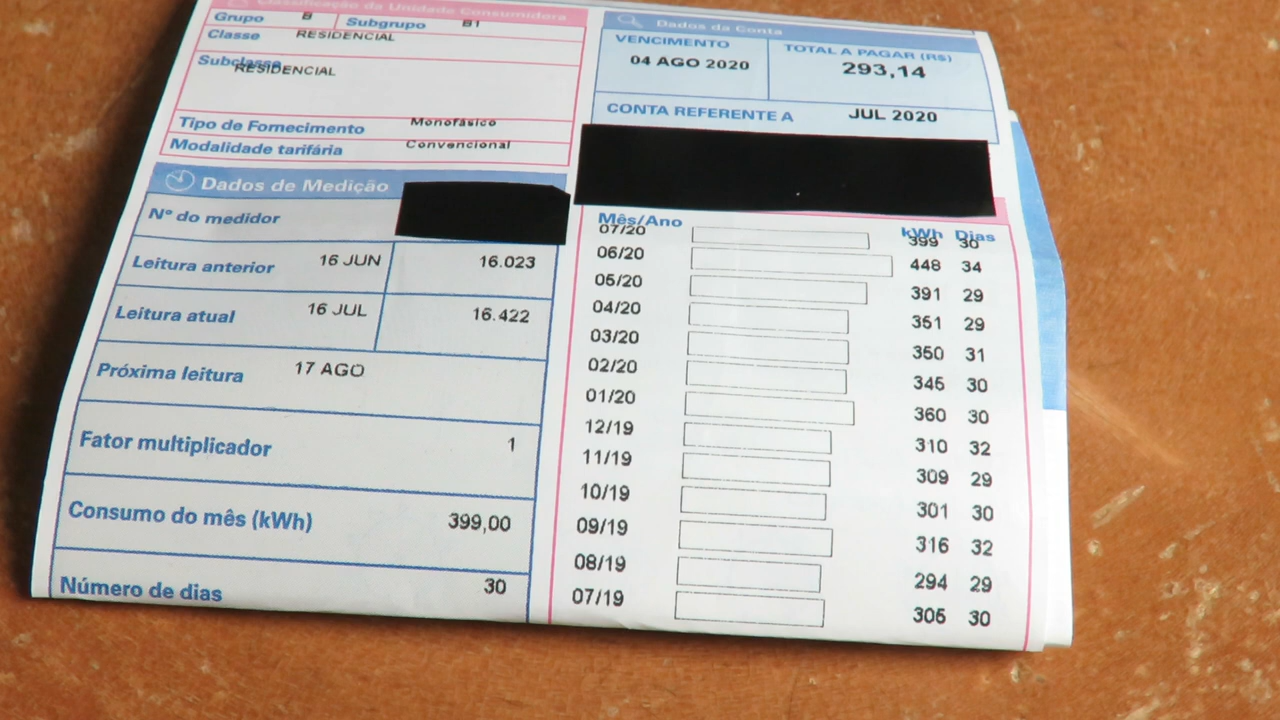 Classificação da Unidade Consumidora
Grupo B Subgrupo B1
Classe RESIDENCIAL
Subclasse RESIDENCIAL
Tipo de Fornecimento Monofásico
Modalidade tarifária Convencional
Dados de Medição
Nº do medidor
Leitura anterior 16 JUN 16.023
Leitura atual 16 JUL 16.422
Próxima leitura 17 AGO
Fator multiplicador 1
Consumo do mês (kWh) 399,00
Número de dias 30
Dados da Conta
VENCIMENTO TOTAL A PAGAR (R$)
04 AGO 2020 293,14
CONTA REFERENTE A JUL 2020
Mês/Ano kWh Dias
07/20 399 30
06/20 448 34
05/20 391 29
04/20 351 29
03/20 350 31
02/20 345 30
01/20 360 30
12/19 310 32
11/19 309 29
10/19 301 30
09/19 316 32
08/19 294 29
07/19 305 30